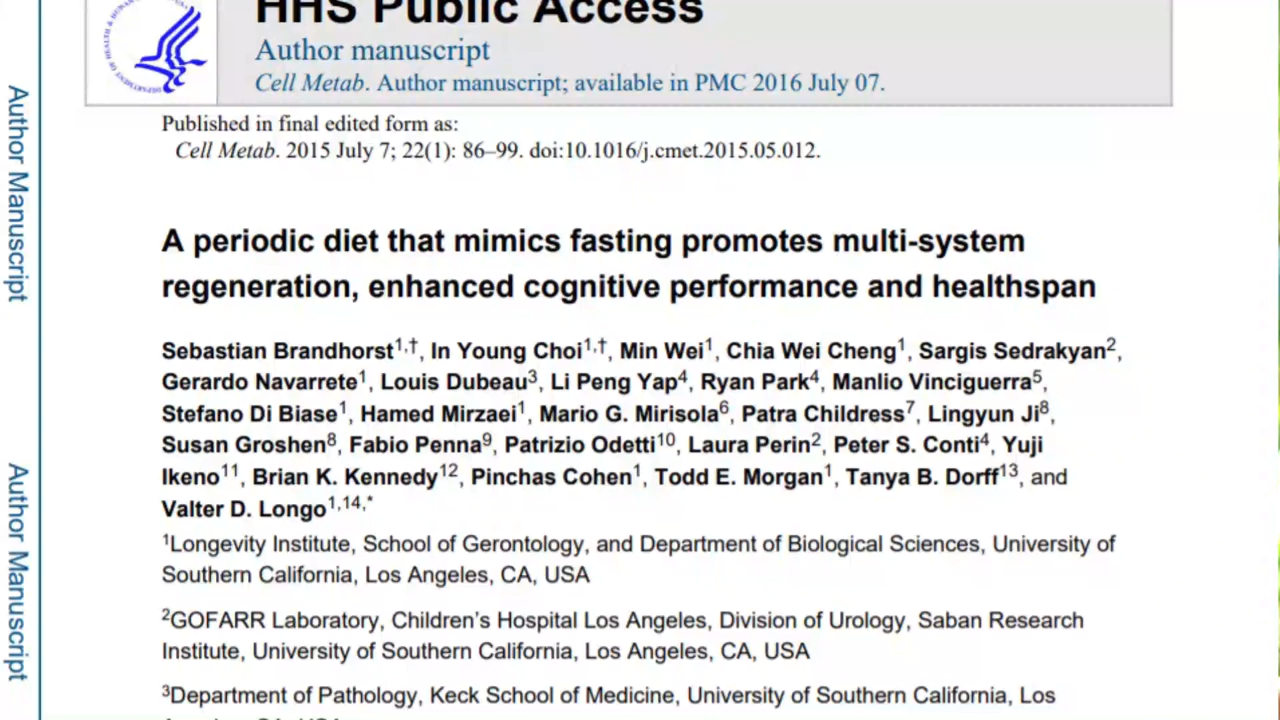 HHS Public Access
Author manuscript
Cell Metab. Author manuscript; available in PMC 2016 July 07.
Published in final edited form as:
Cell Metab. 2015 July 7; 22(1): 86–99. doi:10.1016/j.cmet.2015.05.012.
A periodic diet that mimics fasting promotes multi-system
regeneration, enhanced cognitive performance and healthspan
Sebastian Brandhorst1,†, In Young Choi1,†, Min Wei1, Chia Wei Cheng1, Sargis Sedrakyan2,
Gerardo Navarrete1, Louis Dubeau3, Li Peng Yap4, Ryan Park4, Manlio Vinciguerra5,
Stefano Di Biase1, Hamed Mirzaei1, Mario G. Mirisola6, Patra Childress7, Lingyun Ji8,
Susan Groshen8, Fabio Penna9, Patrizio Odetti10, Laura Perin2, Peter S. Conti4, Yuji
Ikeno11, Brian K. Kennedy12, Pinchas Cohen1, Todd E. Morgan1, Tanya B. Dorff13, and
Valter D. Longo1,14,*
1Longevity Institute, School of Gerontology, and Department of Biological Sciences, University of
Southern California, Los Angeles, CA, USA
2GOFARR Laboratory, Children's Hospital Los Angeles, Division of Urology, Saban Research
Institute, University of Southern California, Los Angeles, CA, USA
3Department of Pathology, Keck School of Medicine, University of Southern California, Los
Author Manuscript
Author Manuscript